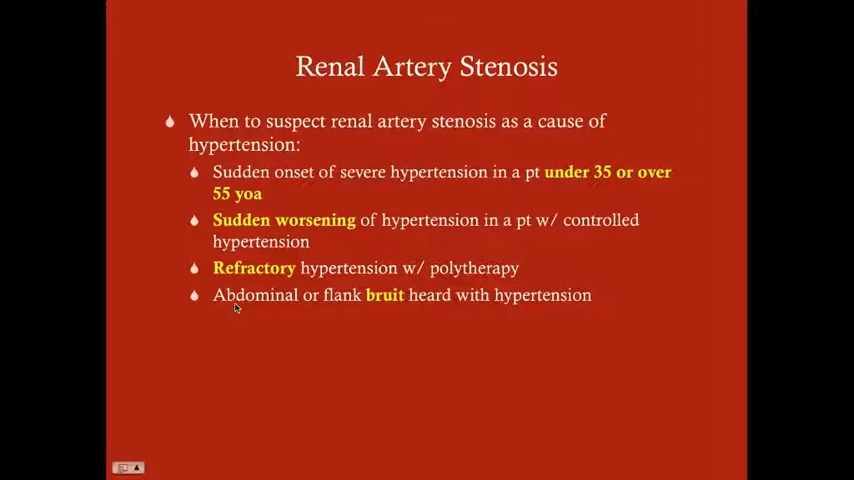 Renal Artery Stenosis
When to suspect renal artery stenosis as a cause of
hypertension:
Sudden onset of severe hypertension in a pt under 35 or over
55 yoa
Sudden worsening of hypertension in a pt w/ controlled
hypertension
Refractory hypertension w/ polytherapy
Abdominal or flank bruit heard with hypertension